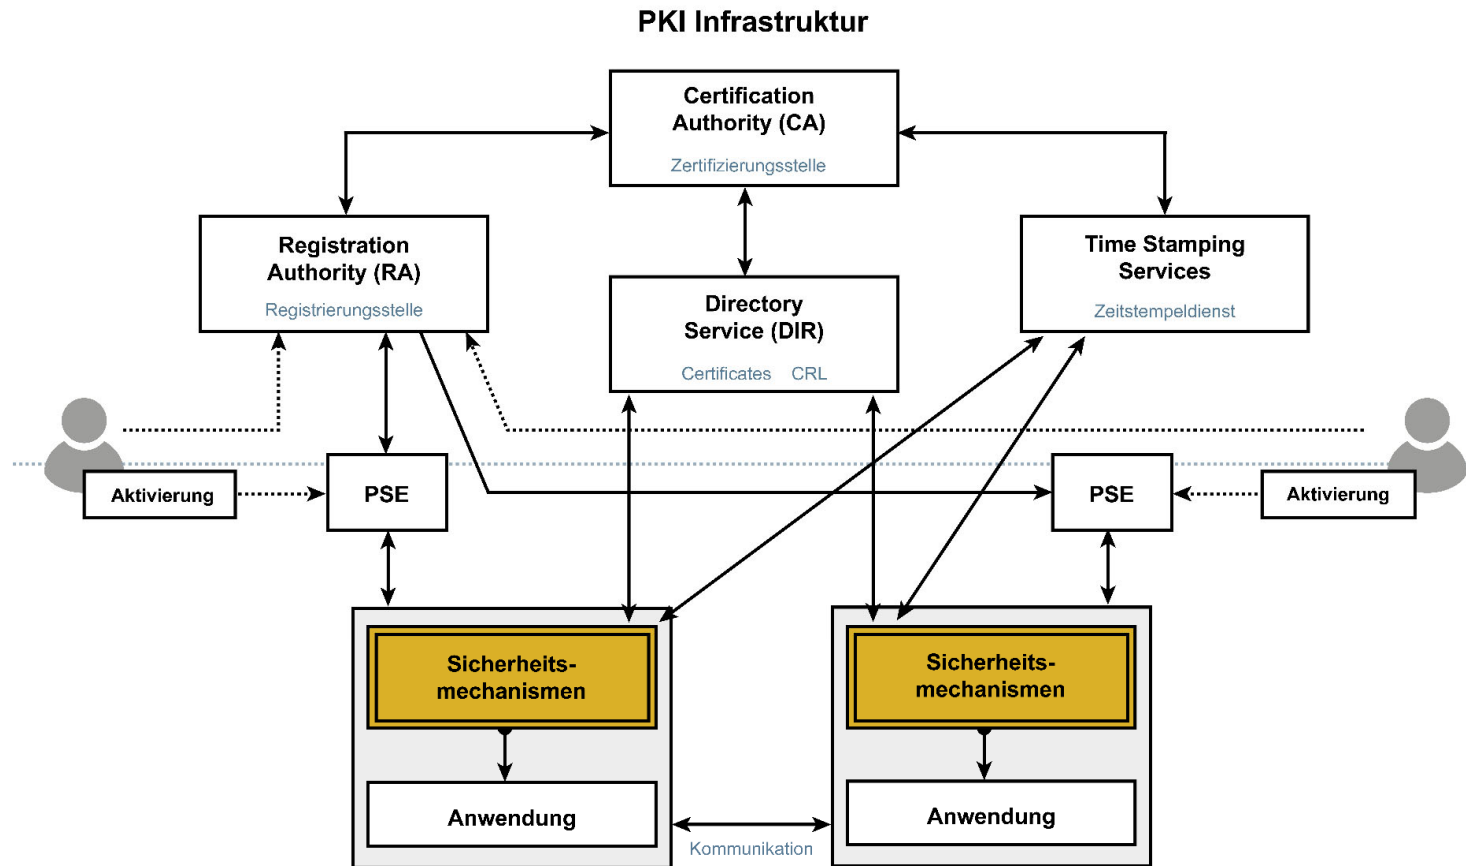 PKI Infrastruktur
Certification
Authority (CA)
Zertifizierungsstelle
Registration
Authority (RA)
Registrierungsstelle
Time Stamping
Services
Zeitstempeldienst
Directory
Service (DIR)
Certificates CRL
Aktivierung
PSE
PSE
Aktivierung
Sicherheits-
mechanismen
Sicherheits-
mechanismen
Anwendung
Anwendung
Kommunikation